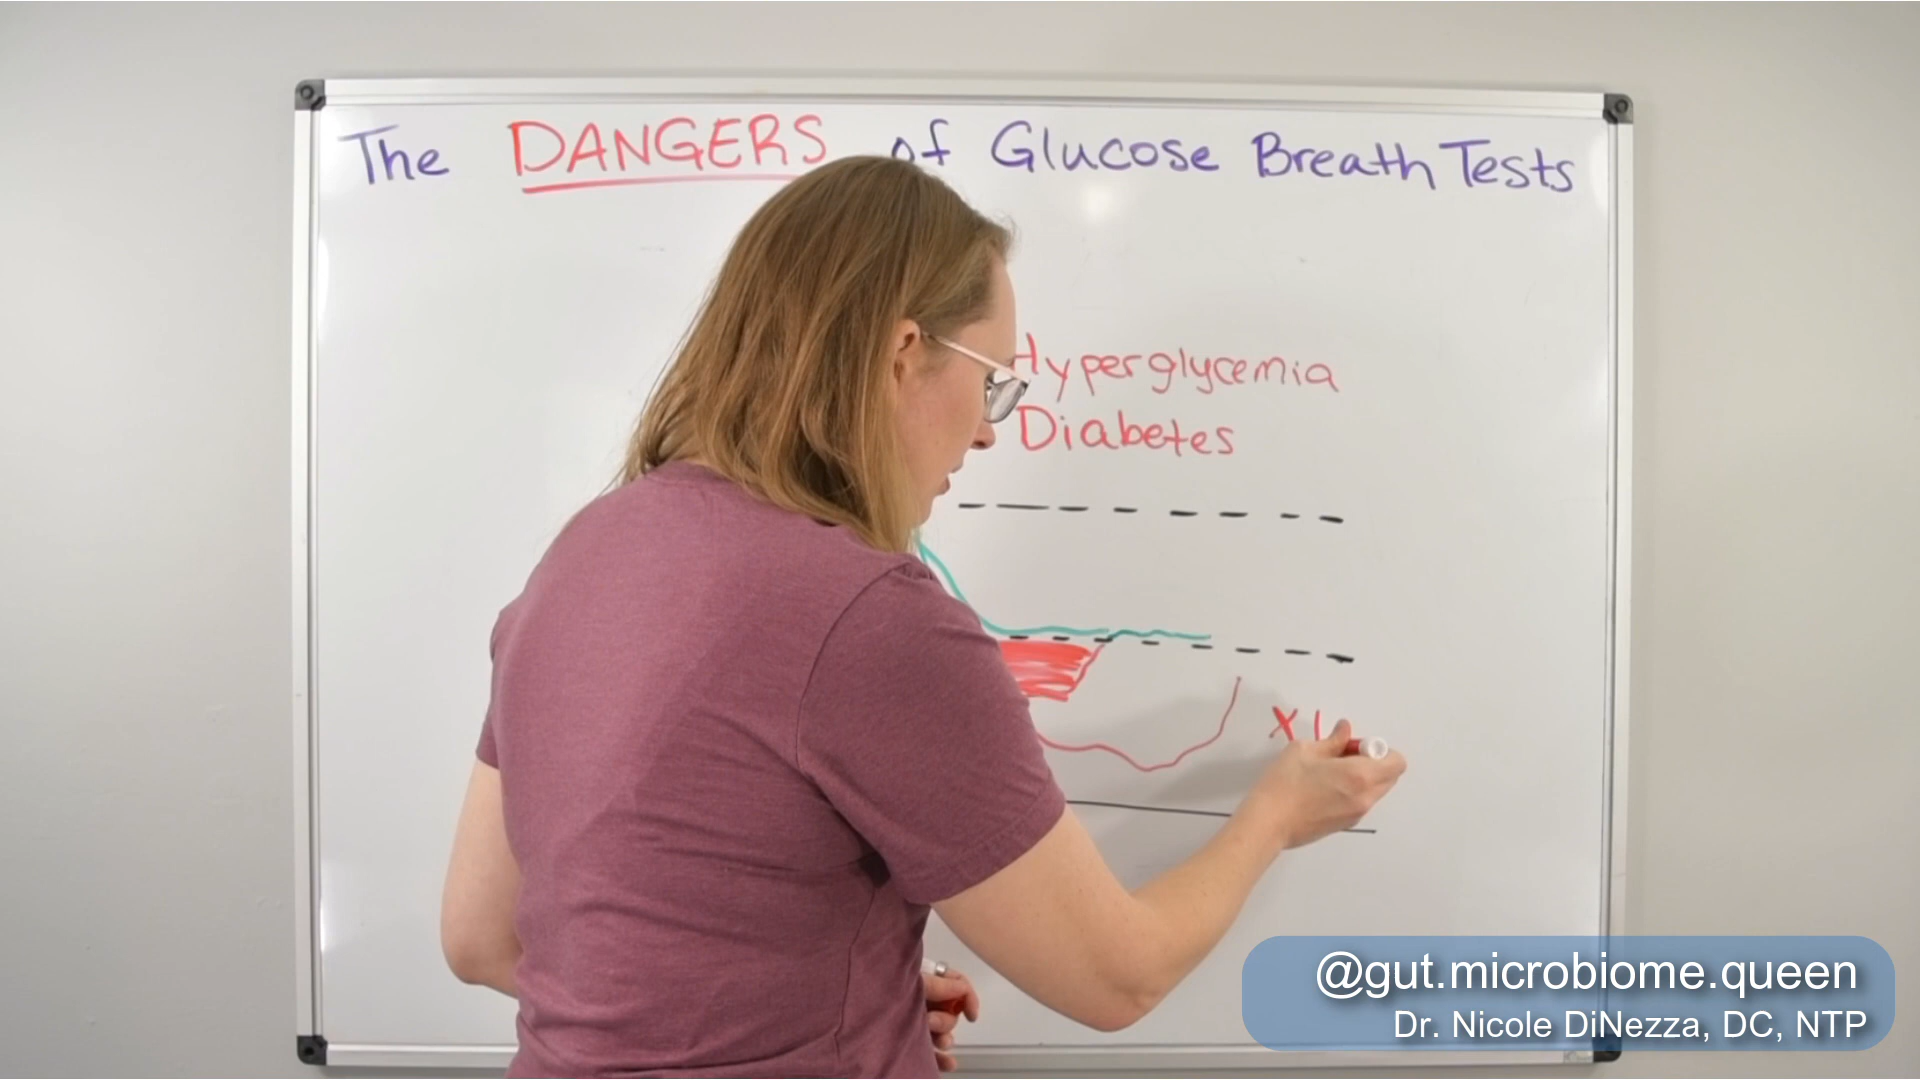 The DANGERS of Glucose Breath Tests
Hyperglycemia
Diabetes
@gut.microbiome.queen
Dr. Nicole DiNezza, DC, NTP